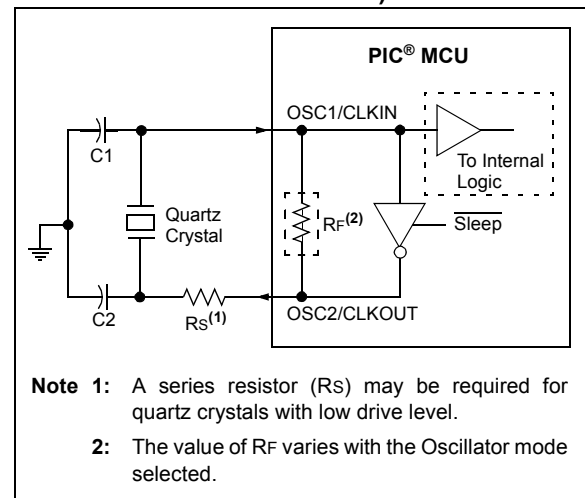 PIC® MCU
OSC1/CLKIN
C1
To Internal
Logic
Quartz
Crystal
RF(2)
Sleep
C2
RS(1)
OSC2/CLKOUT
Note 1: A series resistor (RS) may be required for
quartz crystals with low drive level.
2: The value of RF varies with the Oscillator mode
selected.